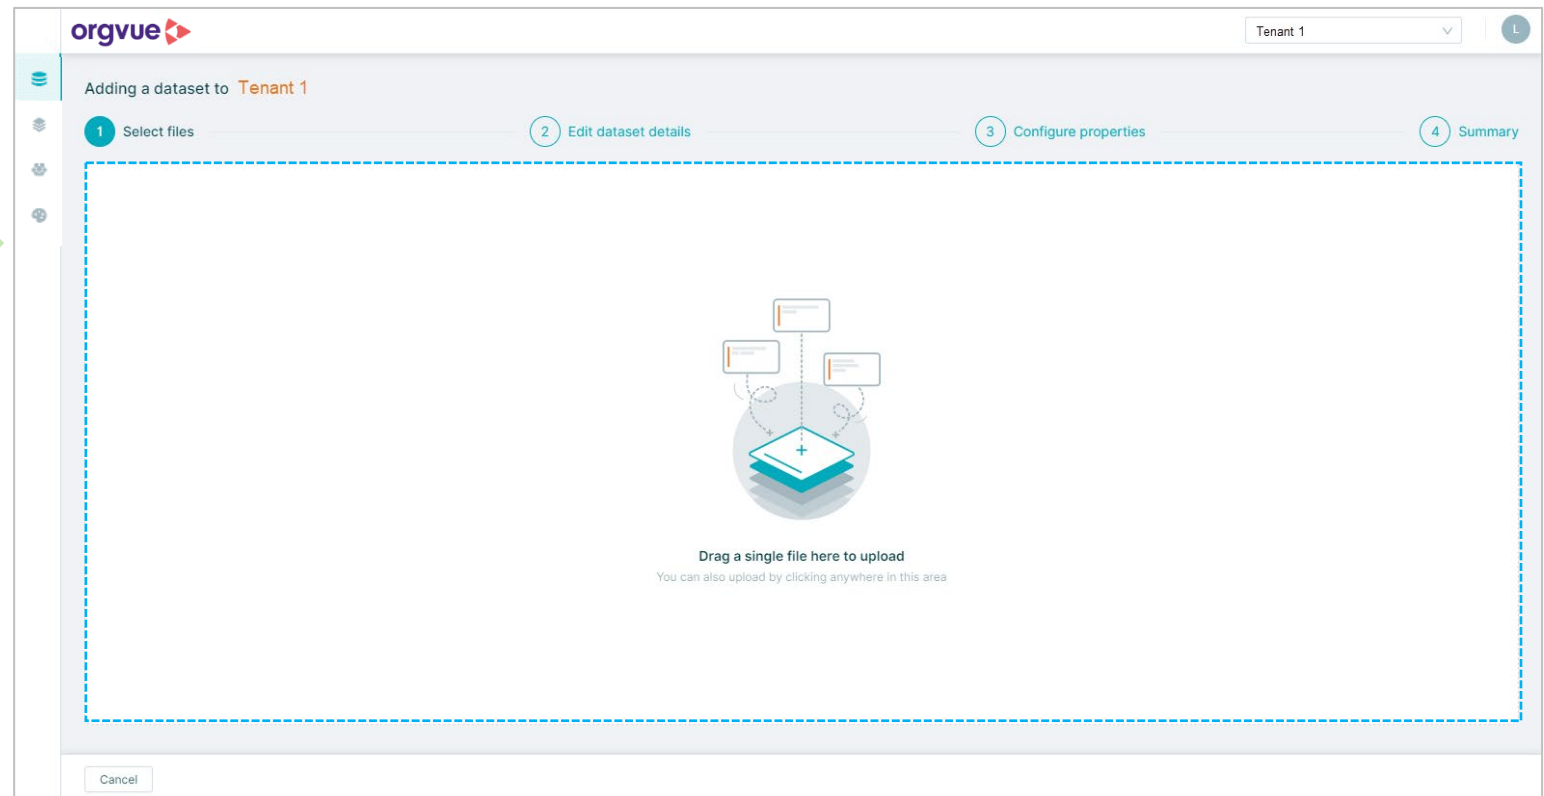 orgvue
Tenant 1
L
Adding a dataset to Tenant 1
1 Select files
2 Edit dataset details
3 Configure properties
4 Summary
Drag a single file here to upload
You can also upload by clicking anywhere in this area
Cancel